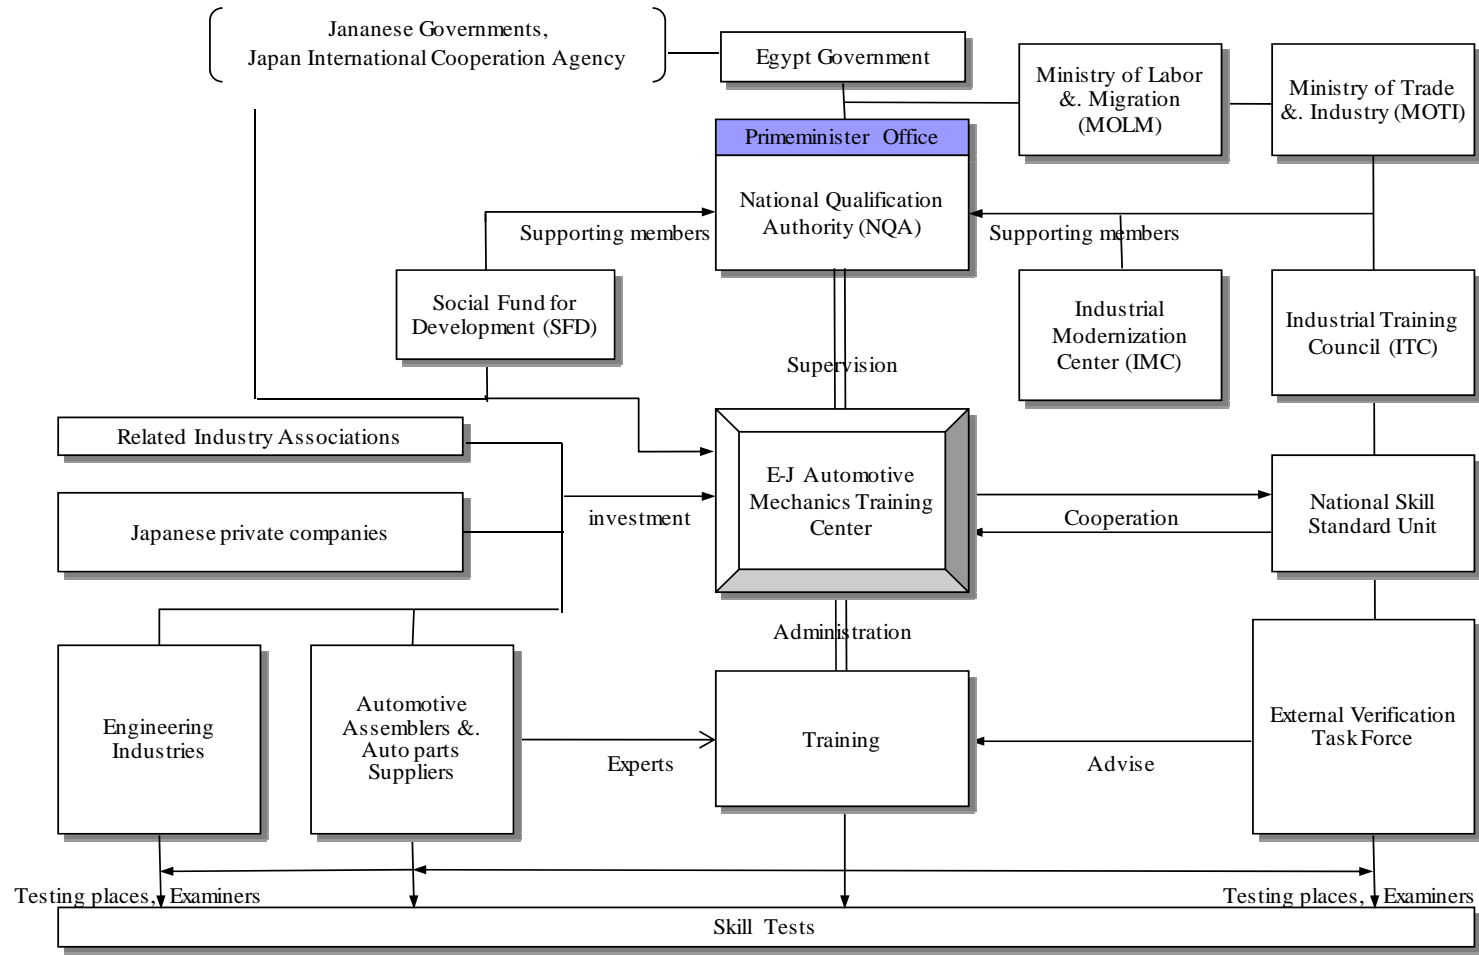 Jananese Governments,
Japan International Cooperation Agency
Egypt Government
Ministry of Labor
&. Migration
(MOLM)
Ministry of Trade
&. Industry (MOTI)
Primeminister Office
National Qualification
Authority (NQA)
Supporting members
Supporting members
Social Fund for
Development (SFD)
Industrial
Modernization
Center (IMC)
Industrial Training
Council (ITC)
Supervision
Related Industry Associations
E-J Automotive
Mechanics Training
Center
Japanese private companies
investment
Cooperation
National Skill
Standard Unit
Administration
Engineering
Industries
Automotive
Assemblers &.
Auto parts
Suppliers
Experts
Training
Advise
External Verification
Task Force
Testing places, Examiners
Testing places, Examiners
Skill Tests